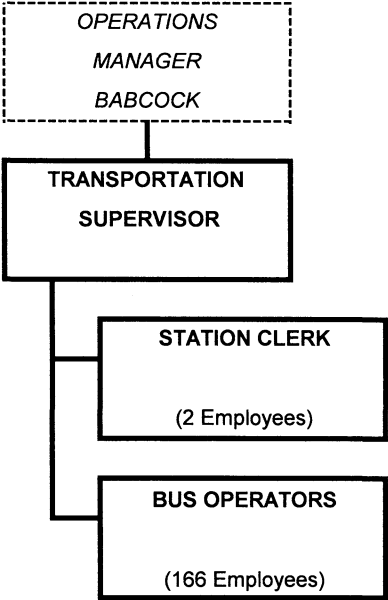 OPERATIONS
MANAGER
BABCOCK
TRANSPORTATION
SUPERVISOR
STATION CLERK
(2 Employees)
BUS OPERATORS
(166 Employees)